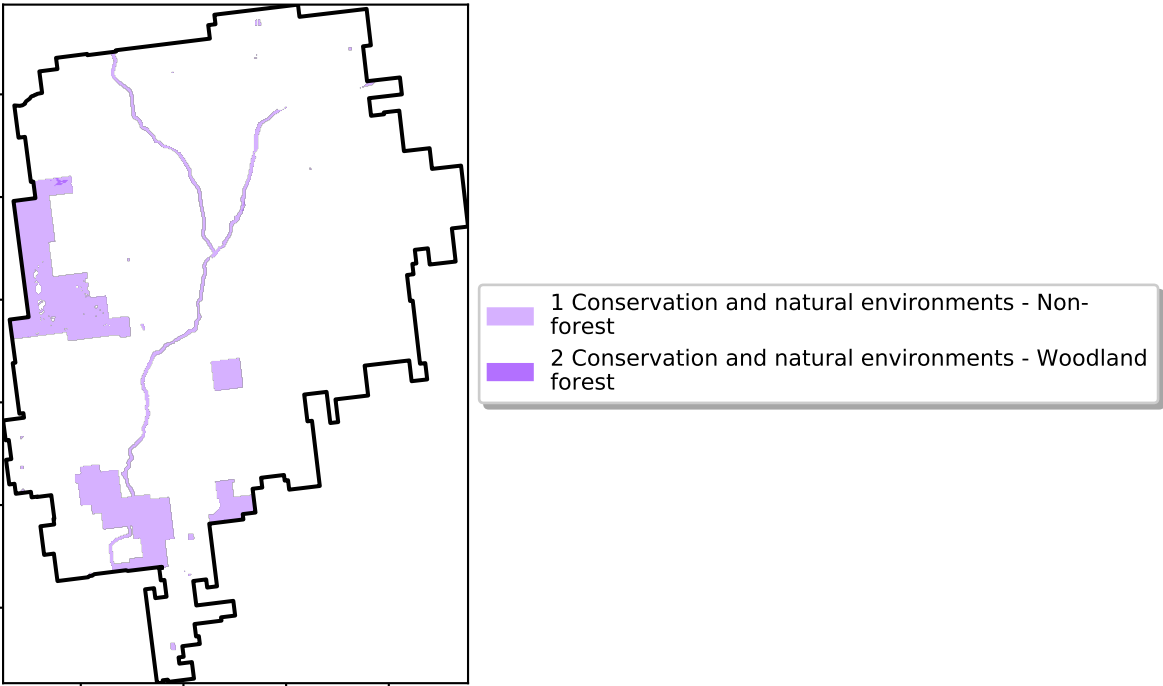 1 Conservation and natural environments - Non-
forest
2 Conservation and natural environments - Woodland
forest